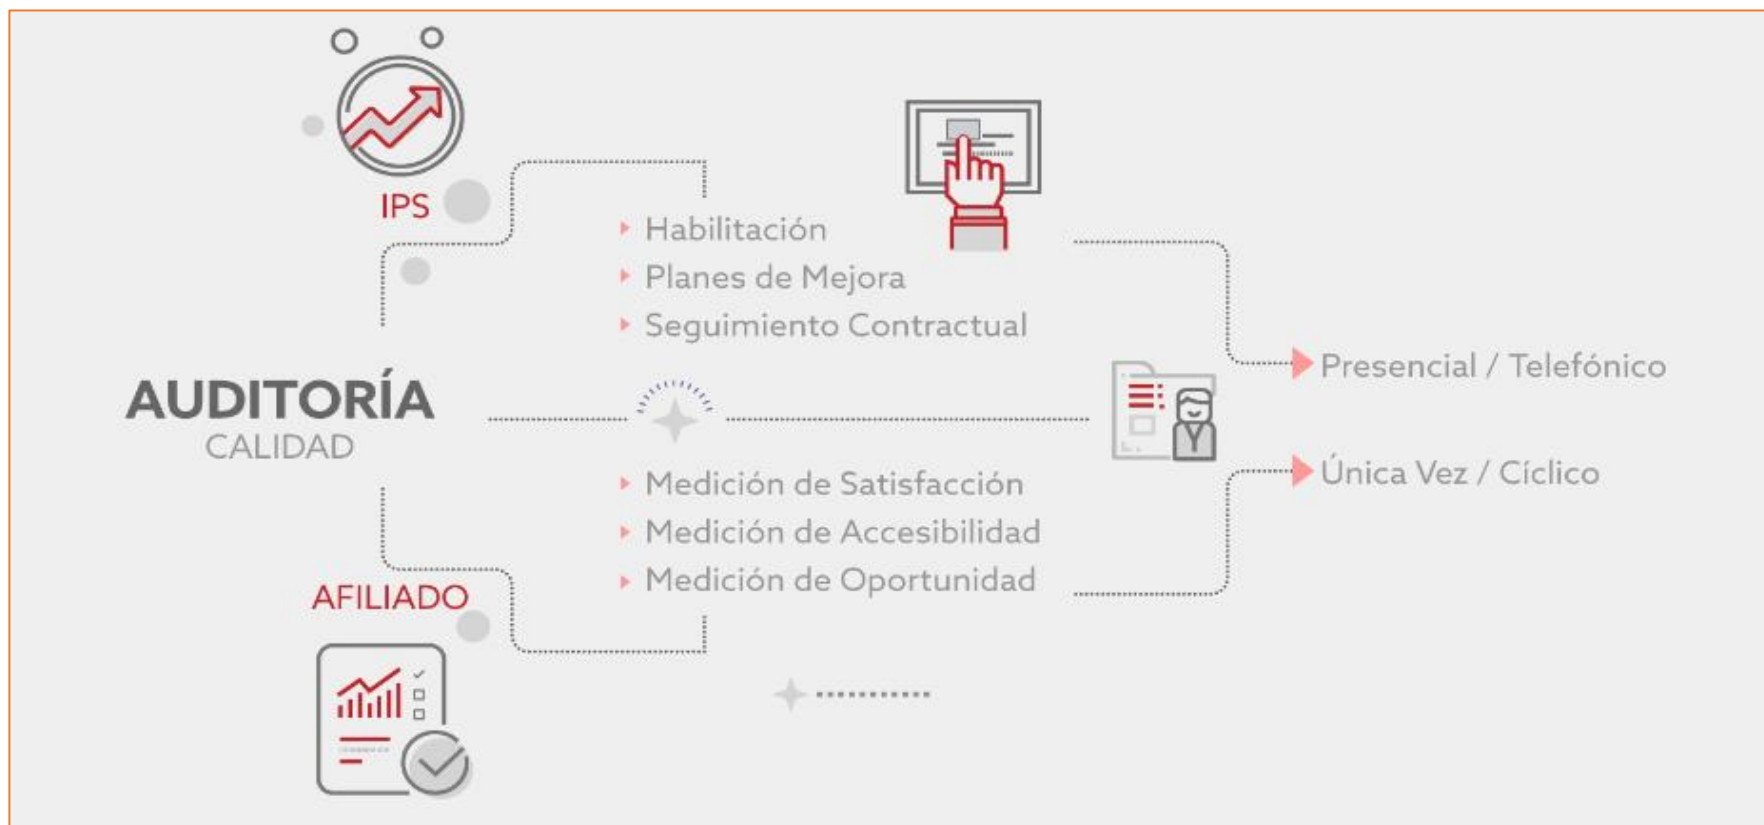 IPS
Habilitación
Planes de Mejora
Seguimiento Contractual
AUDITORÍA
CALIDAD
Presencial / Telefónico
Única Vez / Cíclico
Medición de Satisfacción
Medición de Accesibilidad
Medición de Oportunidad
AFILIADO